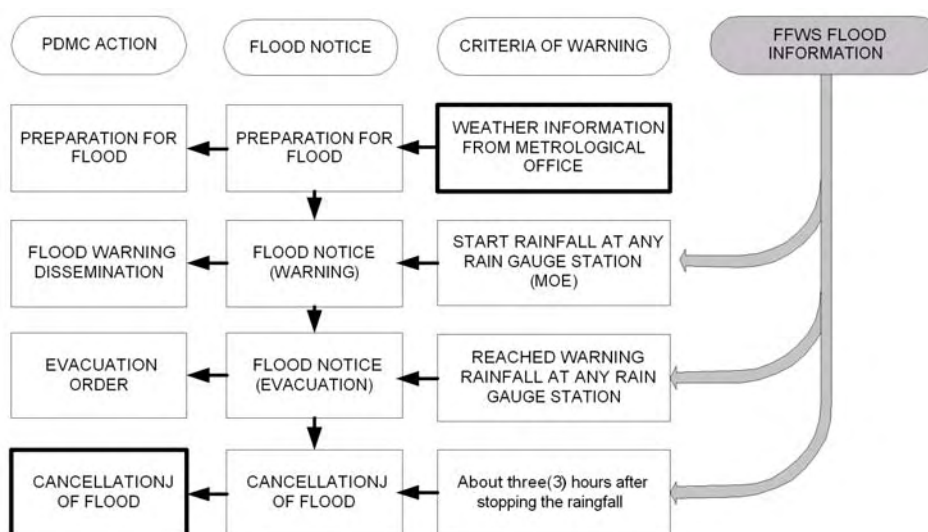 PDMC ACTION
FLOOD NOTICE
CRITERIA OF WARNING
FFWS FLOOD
INFORMATION
PREPARATION FOR
FLOOD
PREPARATION FOR
FLOOD
WEATHER INFORMATION
FROM METROLOGICAL
OFFICE
FLOOD WARNING
DISSEMINATION
FLOOD NOTICE
(WARNING)
START RAINFALL AT ANY
RAIN GAUGE STATION
(MOE)
EVACUATION
ORDER
FLOOD NOTICE
(EVACUATION)
REACHED WARNING
RAINFALL AT ANY RAIN
GAUGE STATION
CANCELLATIONJ
OF FLOOD
CANCELLATIONJ
OF FLOOD
About three(3) hours after
stopping the raingfall